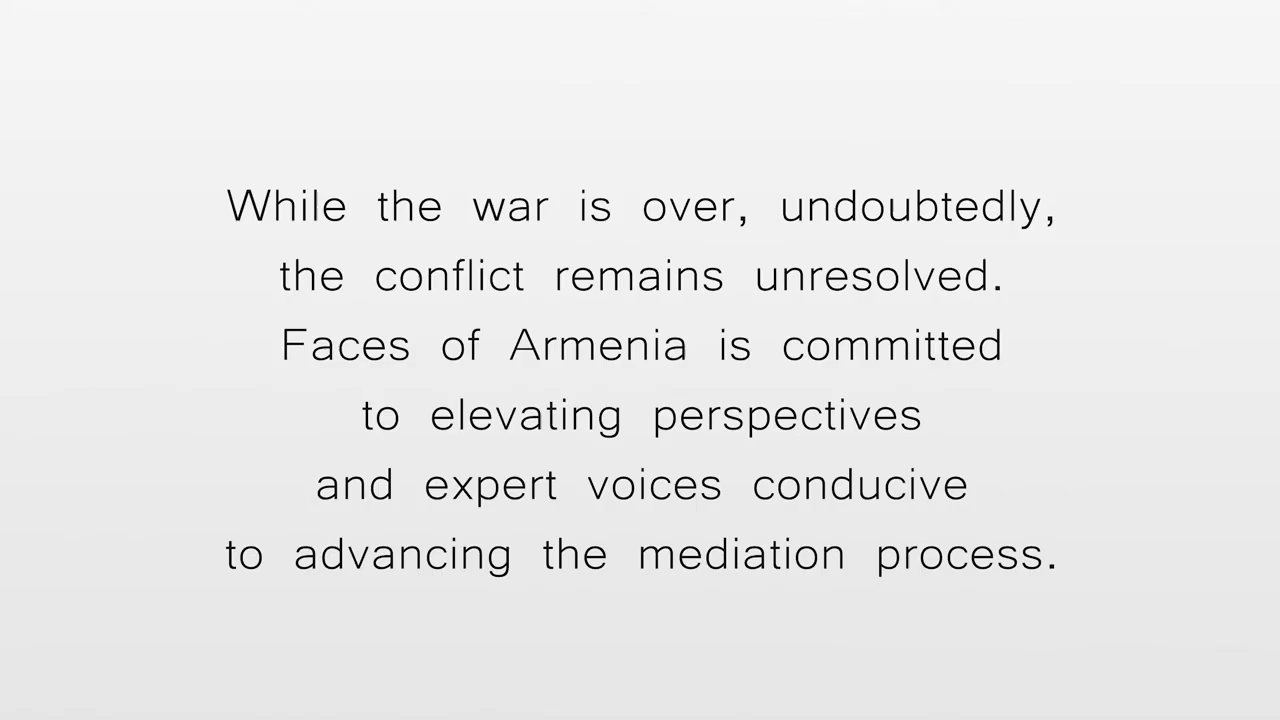 While the war is over, undoubtedly,
the conflict remains unresolved.
Faces of Armenia is committed
to elevating perspectives
and expert voices conducive
to advancing the mediation process.